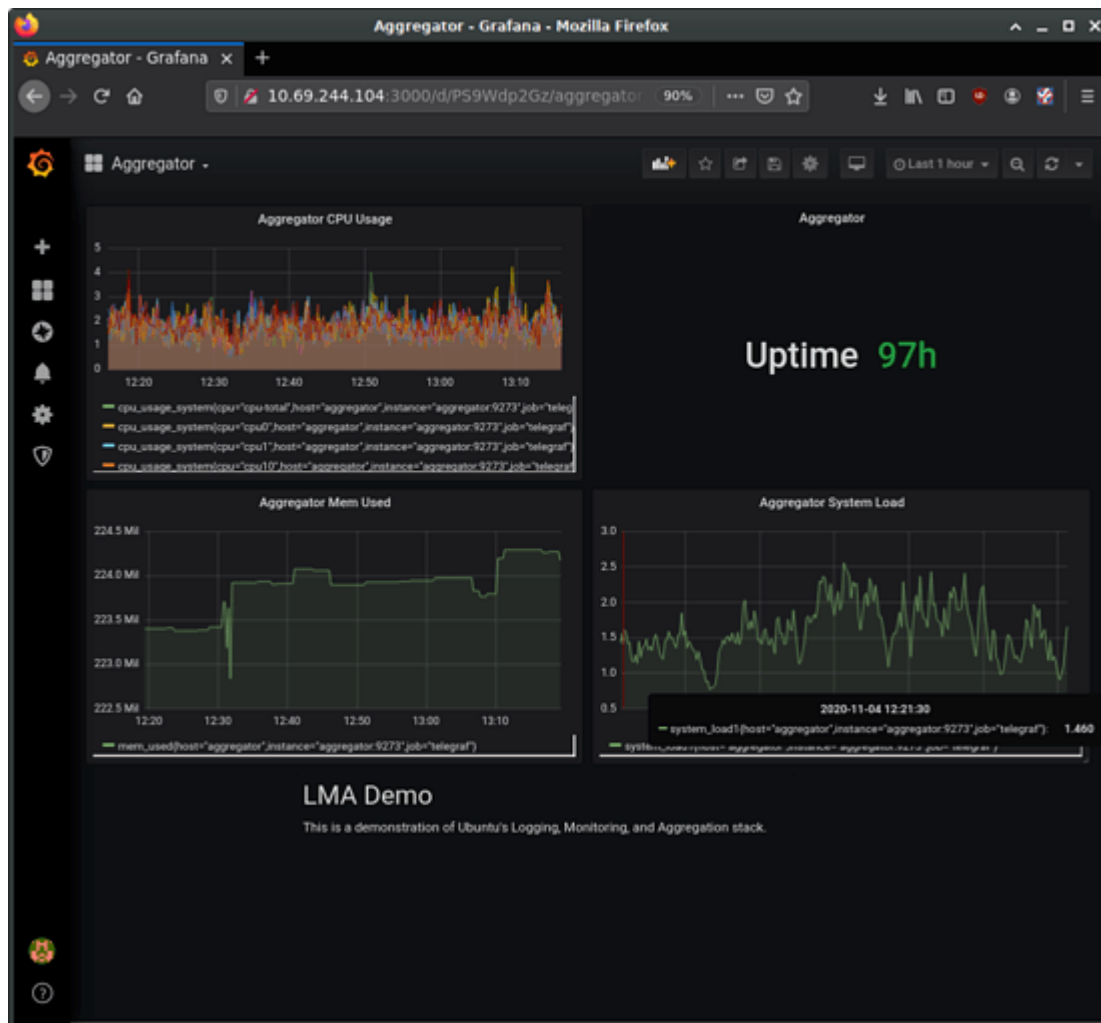 Aggregator - Grafana - Mozilla Firefox
Aggregator - Grafana
10.69.244.104:3000/d/PS9Wdp2Gz/aggregator 90%
Aggregator
Last 1 hour
Aggregator CPU Usage
5
4
3
2
1
0
12:20 12:30 12:40 12:50 13:00 13:10
cpu_usage_system{cpu="cpu-total",host="aggregator",instance="aggregator:9273",job="teleg
cpu_usage_system{cpu="cpu0",host="aggregator",instance="aggregator:9273",job="telegraf"}
cpu_usage_system{cpu="cpu1",host="aggregator",instance="aggregator:9273",job="telegraf"}
cpu_usage_system{cpu="cpu10",host="aggregator",instance="aggregator:9273",job="telegraf
Aggregator
Uptime 97h
Aggregator Mem Used
224.5 Mil
224.0 Mil
223.5 Mil
223.0 Mil
222.5 Mil
12:20 12:30 12:40 12:50 13:00 13:10
mem_used{host="aggregator",instance="aggregator:9273",job="telegraf"}
Aggregator System Load
3.0
2.5
2.0
1.5
1.0
0.5
2020-11-04 12:21:30
system_load1{host="aggregator",instance="aggregator:9273",job="telegraf"}: 1.460
system_load1{host="aggregator",instance="aggregator:9273",job="telegraf"}
LMA Demo
This is a demonstration of Ubuntu's Logging, Monitoring, and Aggregation stack.